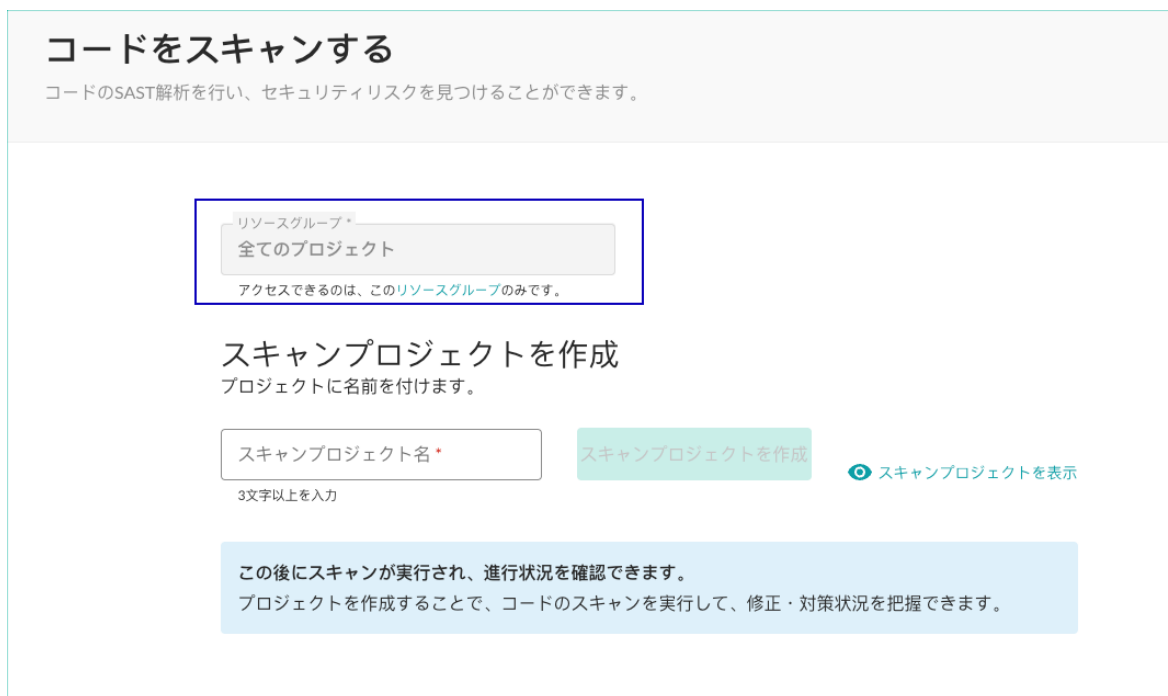 コードをスキャンする
コードのSAST解析を行い、セキュリティリスクを見つけることができます。
リソースグループ *
全てのプロジェクト
アクセスできるのは、このリソースグループのみです。
スキャンプロジェクトを作成
プロジェクトに名前を付けます。
スキャンプロジェクト名 *
スキャンプロジェクトを作成
スキャンプロジェクトを表示
3文字以上を入力
この後にスキャンが実行され、進行状況を確認できます。
プロジェクトを作成することで、コードのスキャンを実行して、修正・対策状況を把握できます。